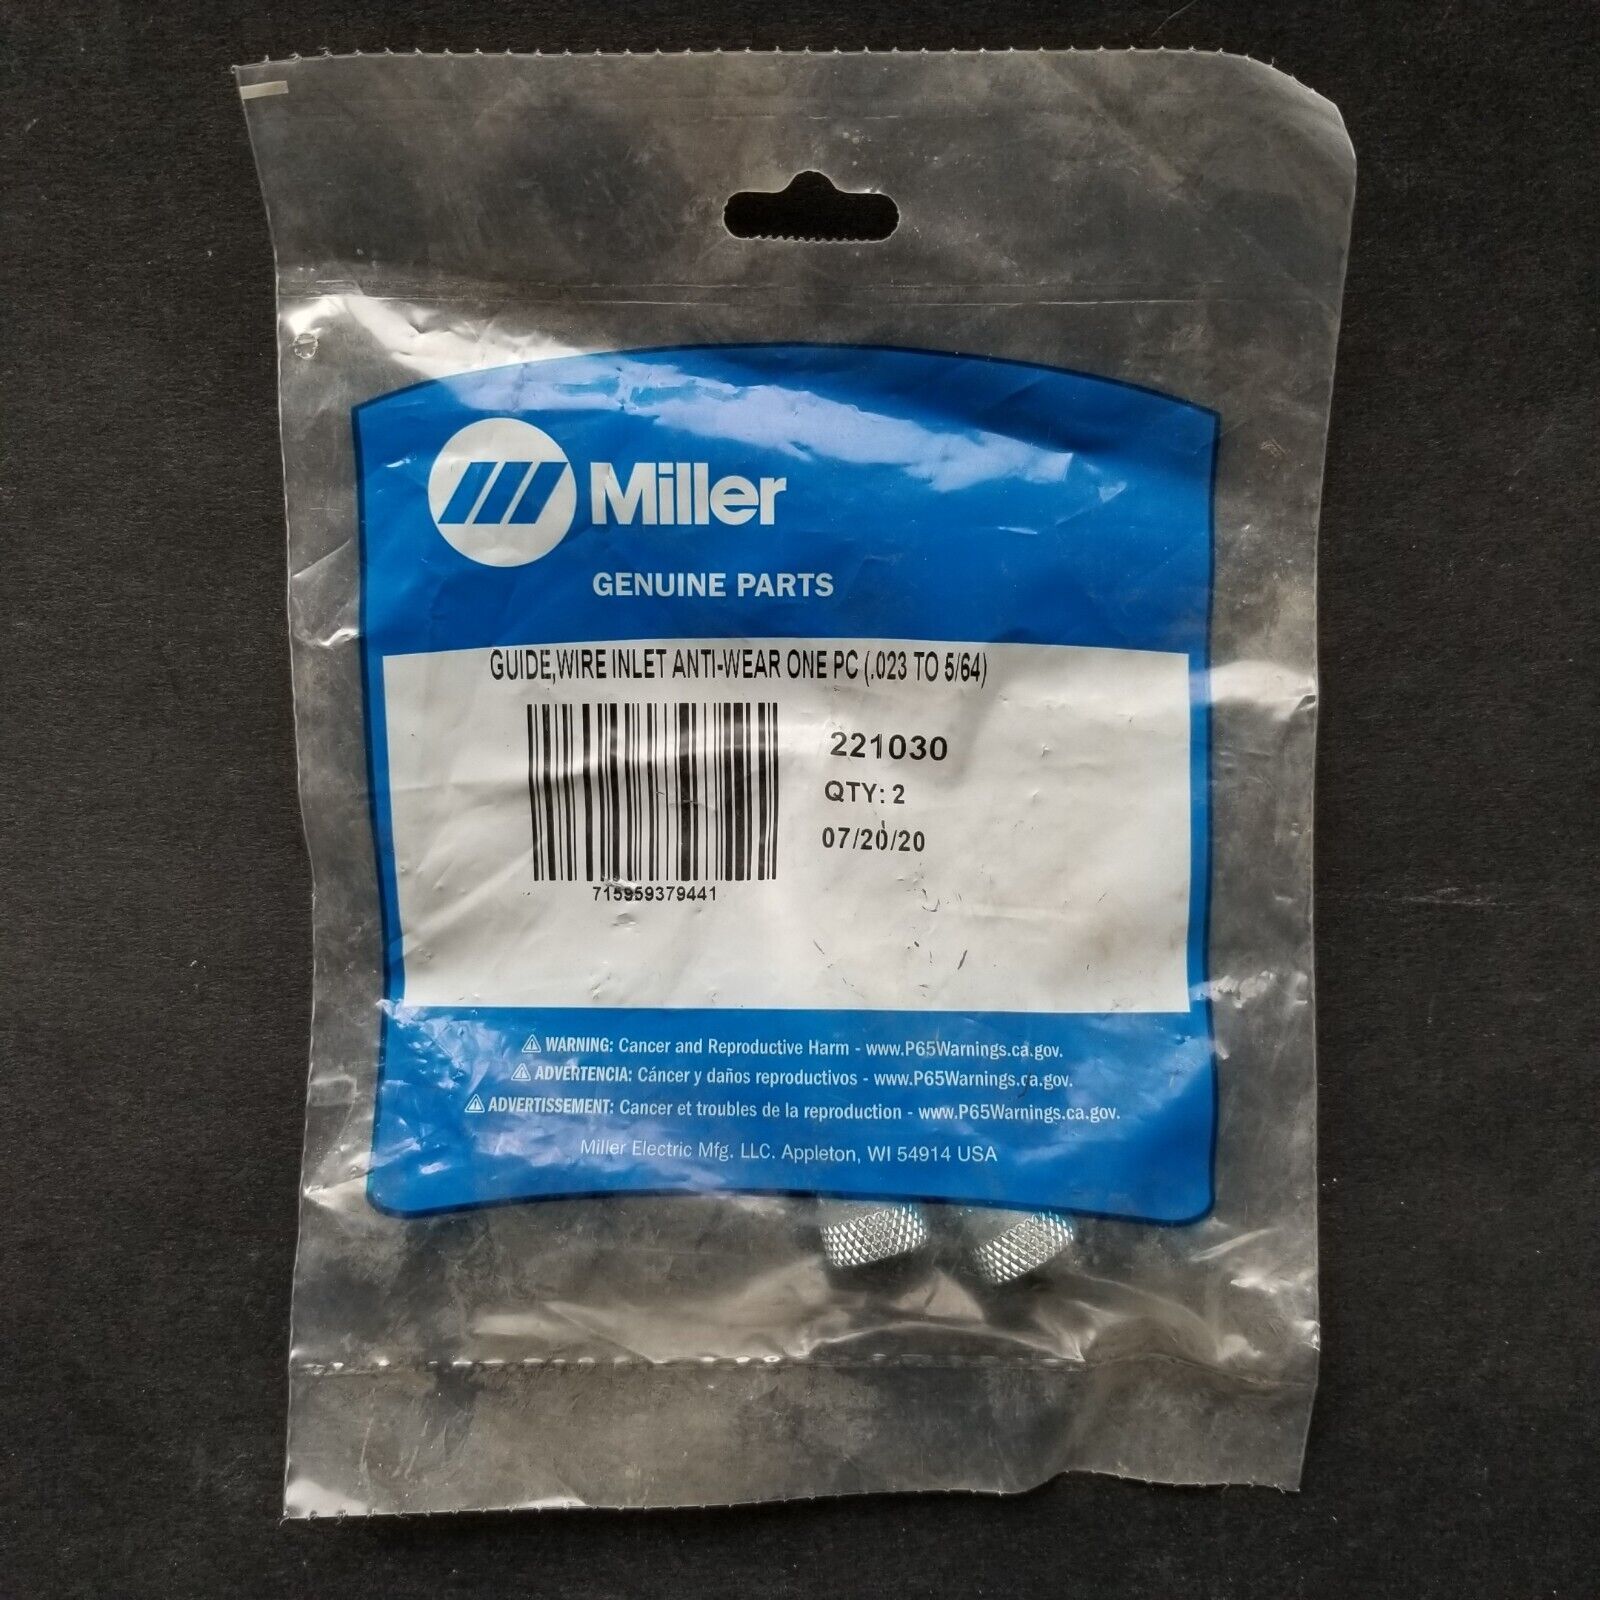 Miller
GENUINE PARTS
GUIDE,WIRE INLET ANTI-WEAR ONE PC (.023 TO 5/64)
221030
QTY: 2
07/20/20
715959379441
⚠ WARNING: Cancer and Reproductive Harm - www.P65Warnings.ca.gov.
⚠ ADVERTENCIA: Cáncer y daños reproductivos - www.P65Warnings.ca.gov.
⚠ ADVERTISSEMENT: Cancer et troubles de la reproduction - www.P65Warnings.ca.gov.
Miller Electric Mfg. LLC. Appleton, WI 54914 USA